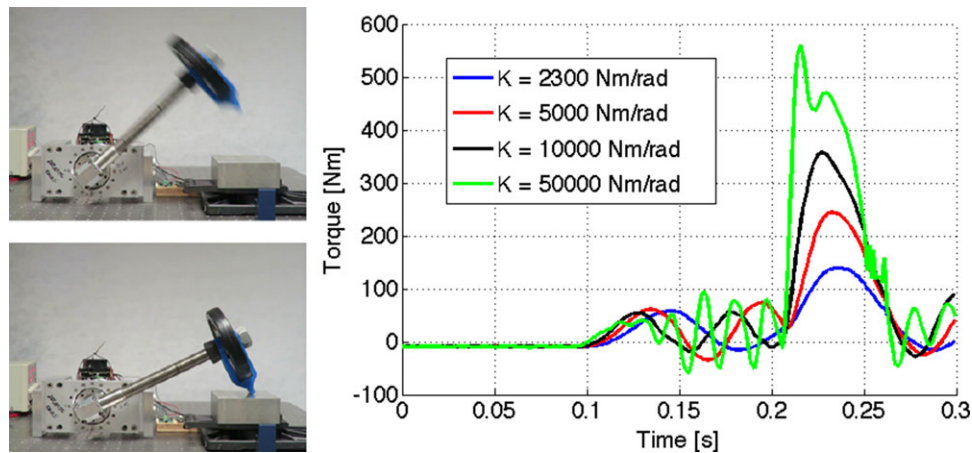 600
500
400
300
200
100
0
-100
Torque [Nm]
K = 2300 Nm/rad
K = 5000 Nm/rad
K = 10000 Nm/rad
K = 50000 Nm/rad
0 0.05 0.1 0.15 0.2 0.25 0.3
Time [s]